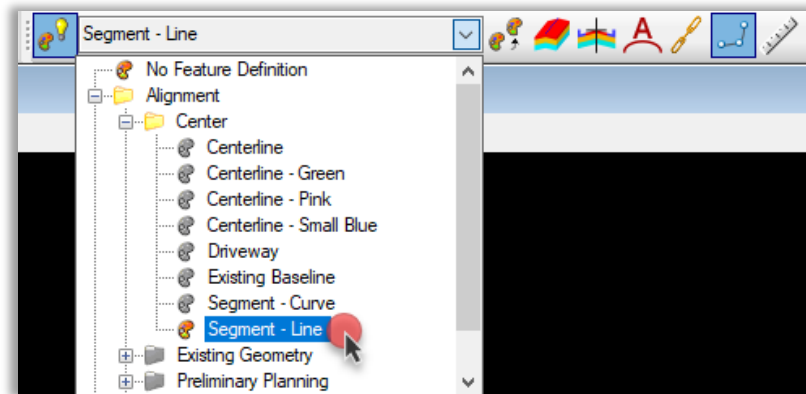 Segment - Line
No Feature Definition
Alignment
Center
Centerline
Centerline - Green
Centerline - Pink
Centerline - Small Blue
Driveway
Existing Baseline
Segment - Curve
Segment - Line
Existing Geometry
Preliminary Planning